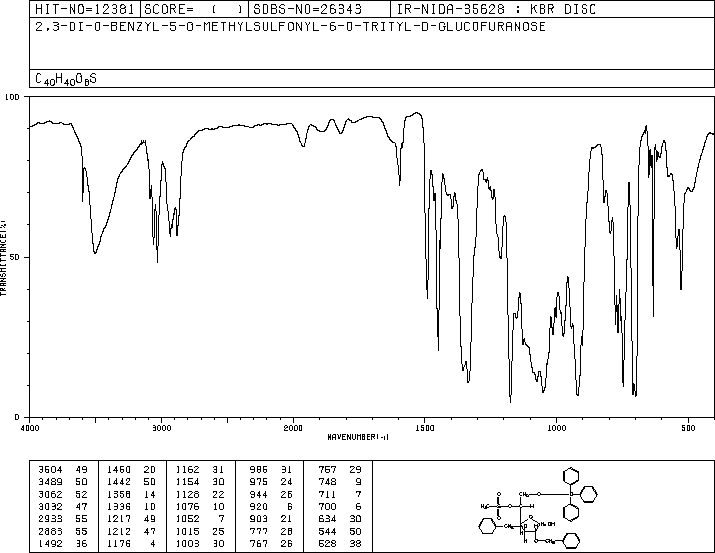 HIT-NO=12381 SCORE= ( ) SDBS-NO=26343 IR-NIDA-35628 : KBR DISC
2,3-DI-O-BENZYL-5-O-METHYLSULFONYL-6-O-TRITYL-D-GLUCOFURANOSE
C40H40O8S
100
TRANSMITTANCE(%)
50
0
4000 3000 2000 1500 1000 500
WAVENUMBER(-1)
3504 49 1460 20 1162 31 986 31 757 29
3489 50 1442 50 1154 30 975 24 748 9
3062 52 1358 14 1128 22 944 26 711 7
3032 47 1336 10 1076 10 920 6 700 6
2933 55 1217 49 1052 7 903 21 634 30
2883 55 1212 47 1015 25 777 28 544 50
1492 36 1176 4 1003 30 767 26 528 38